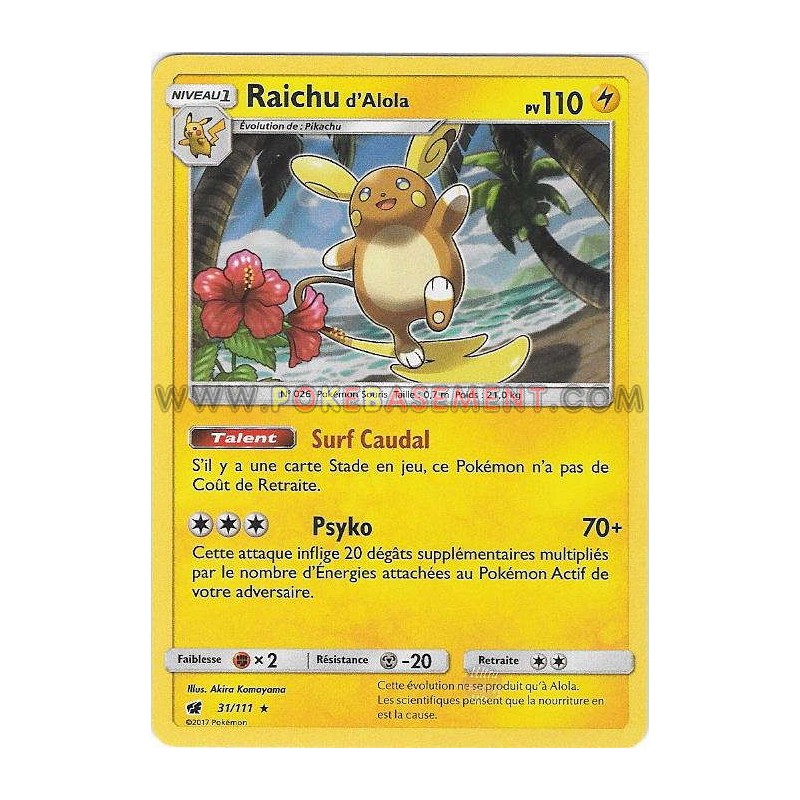 NIVEAU 1
Raichu d'Alola
PV 110
Évolution de : Pikachu
N° 026 Pokémon Souris Taille : 0,7 m Poids : 21,0 kg
WWW.POKEBASEMENT.COM
Talent Surf Caudal
S'il y a une carte Stade en jeu, ce Pokémon n'a pas de
Coût de Retraite.
Psyko 70+
Cette attaque inflige 20 dégâts supplémentaires multipliés
par le nombre d'Énergies attachées au Pokémon Actif de
votre adversaire.
Faiblesse ×2 Résistance -20 Retraite
Illus. Akira Komayama
31/111 ★
©2017 Pokémon
Cette évolution ne se produit qu'à Alola.
Les scientifiques pensent que la nourriture en
est la cause.